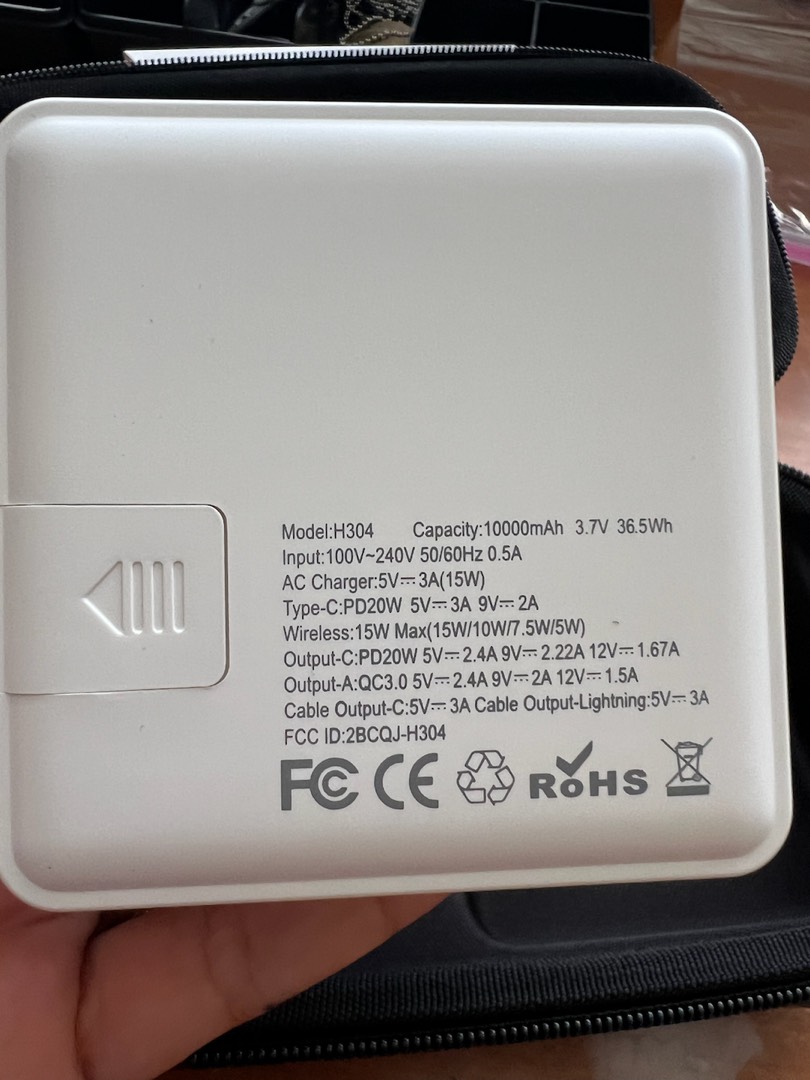 Model:H304 Capacity:10000mAh 3.7V 36.5Wh
Input:100V~240V 50/60Hz 0.5A
AC Charger:5V⎓3A(15W)
Type-C:PD20W 5V⎓3A 9V⎓2A
Wireless:15W Max(15W/10W/7.5W/5W)
Output-C:PD20W 5V⎓2.4A 9V⎓2.22A 12V⎓1.67A
Output-A:QC3.0 5V⎓2.4A 9V⎓2A 12V⎓1.5A
Cable Output-C:5V⎓3A Cable Output-Lightning:5V⎓3A
FCC ID:2BCQJ-H304
FC CE RoHS